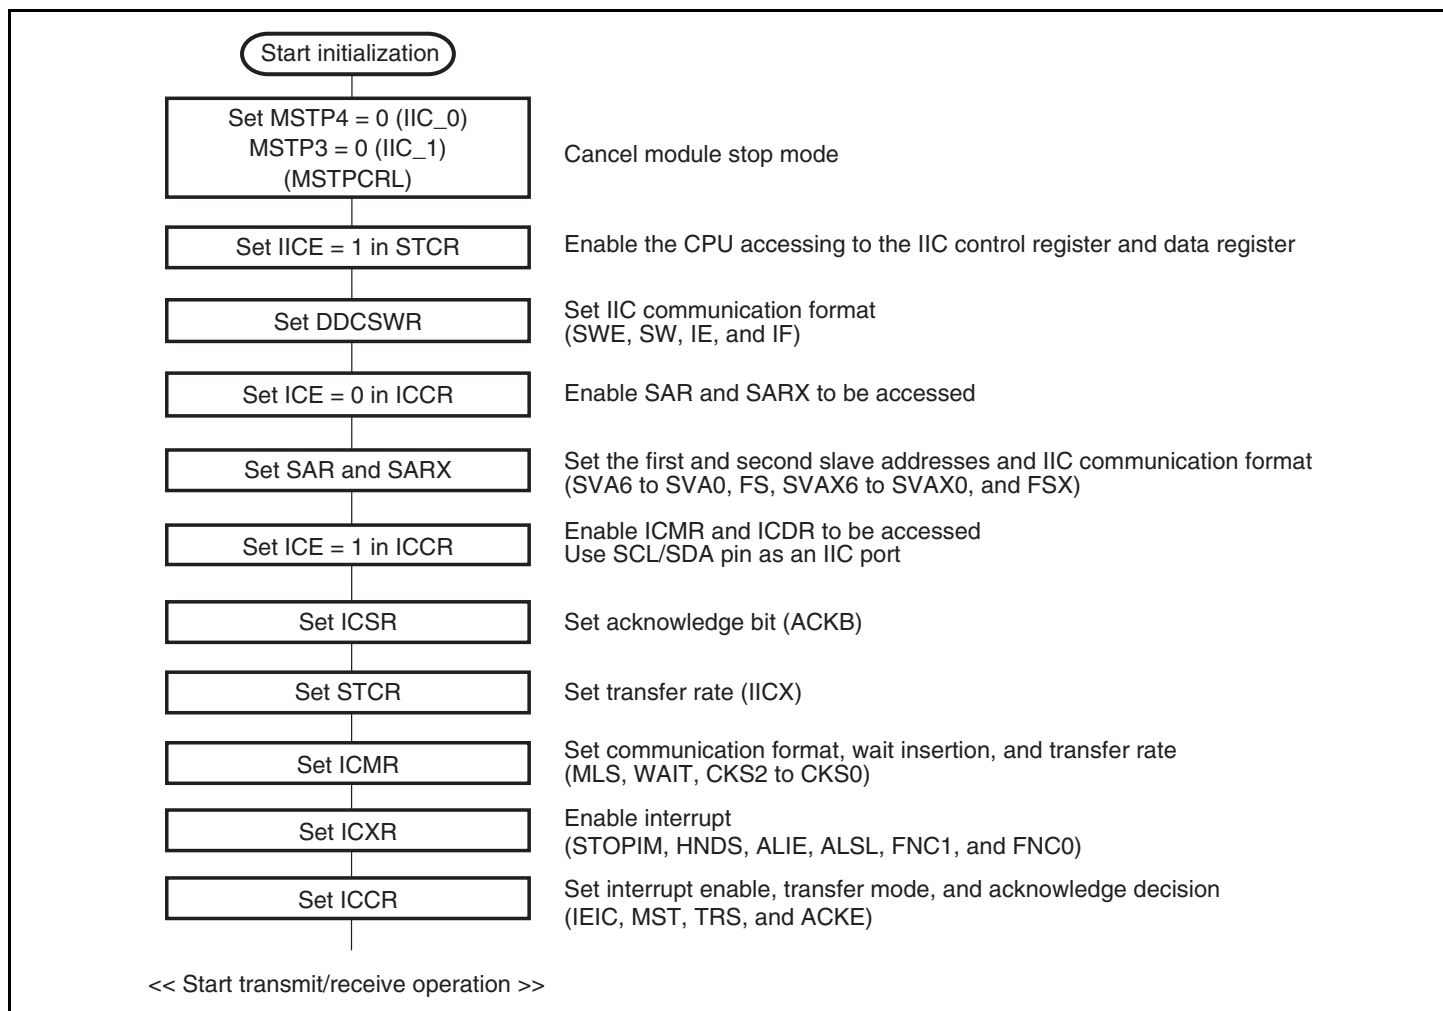 Start initialization
Set MSTP4 = 0 (IIC_0)
MSTP3 = 0 (IIC_1)
(MSTPCRL)
Cancel module stop mode
Set IICE = 1 in STCR
Enable the CPU accessing to the IIC control register and data register
Set DDCSWR
Set IIC communication format
(SWE, SW, IE, and IF)
Set ICE = 0 in ICCR
Enable SAR and SARX to be accessed
Set SAR and SARX
Set the first and second slave addresses and IIC communication format
(SVA6 to SVA0, FS, SVAX6 to SVAX0, and FSX)
Set ICE = 1 in ICCR
Enable ICMR and ICDR to be accessed
Use SCL/SDA pin as an IIC port
Set ICSR
Set acknowledge bit (ACKB)
Set STCR
Set transfer rate (IICX)
Set ICMR
Set communication format, wait insertion, and transfer rate
(MLS, WAIT, CKS2 to CKS0)
Set ICXR
Enable interrupt
(STOPIM, HNDS, ALIE, ALSL, FNC1, and FNC0)
Set ICCR
Set interrupt enable, transfer mode, and acknowledge decision
(IEIC, MST, TRS, and ACKE)
<< Start transmit/receive operation >>